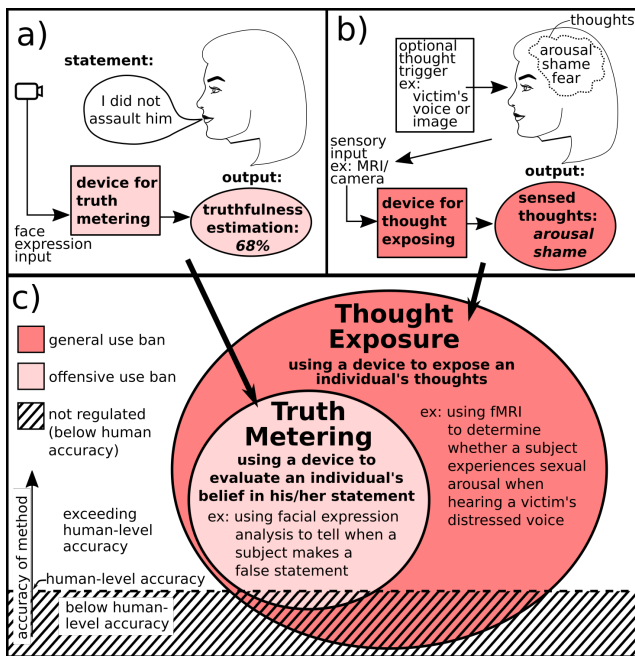 a)
statement:
I did not
assault him
device for
truth
metering
output:
truthfulness
estimation:
68%
face
expression
input
b)
thoughts
optional
thought
trigger
ex:
victim's
voice or
image
arousal
shame
fear
sensory
input
ex: MRI/
camera
device for
thought
exposing
output:
sensed
thoughts:
arousal
shame
c)
general use ban
offensive use ban
not regulated
(below human
accuracy)
accuracy of method
exceeding
human-level
accuracy
human-level accuracy
below human-
level accuracy
Thought
Exposure
using a device to expose an
individual's thoughts
Truth
Metering
using a device to
evaluate an individual's
belief in his/her statement
ex: using facial expression
analysis to tell when a
subject makes a
false statement
ex: using fMRI
to determine
whether a subject
experiences sexual
arousal when
hearing a victim's
distressed voice